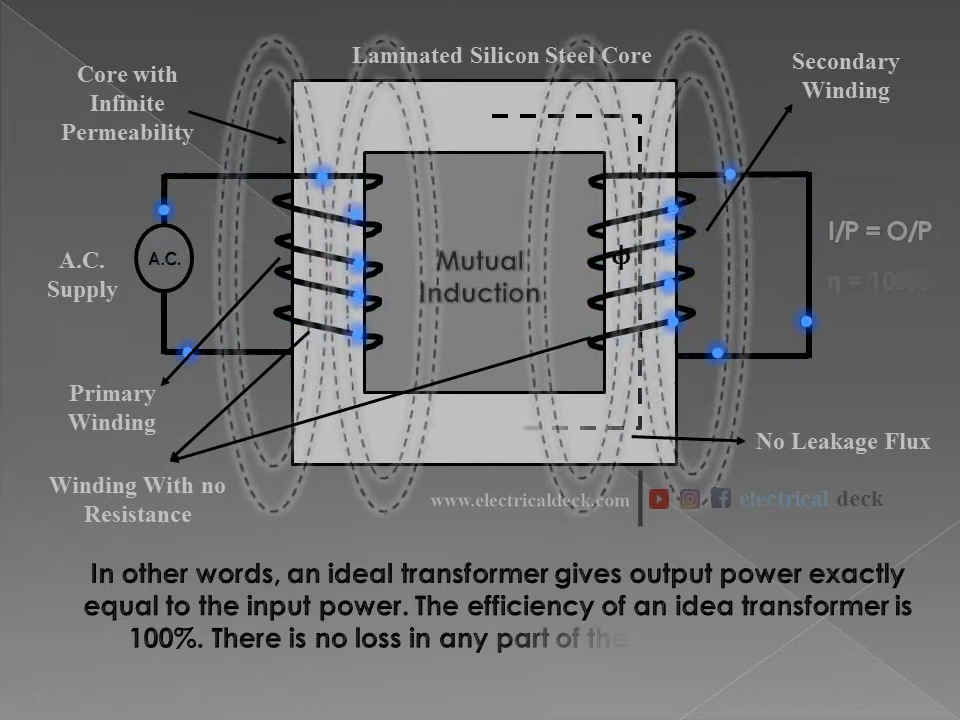 Laminated Silicon Steel Core
Core with
Infinite
Permeability
Secondary
Winding
A.C.
Supply
A.C.
Mutual
Induction
ϕ
I/P = O/P
η = 10
Primary
Winding
No Leakage Flux
Winding With no
Resistance
www.electricaldeck.com
electrical deck
In other words, an ideal transformer gives output power exactly
equal to the input power. The efficiency of an idea transformer is
100%. There is no loss in any part of the